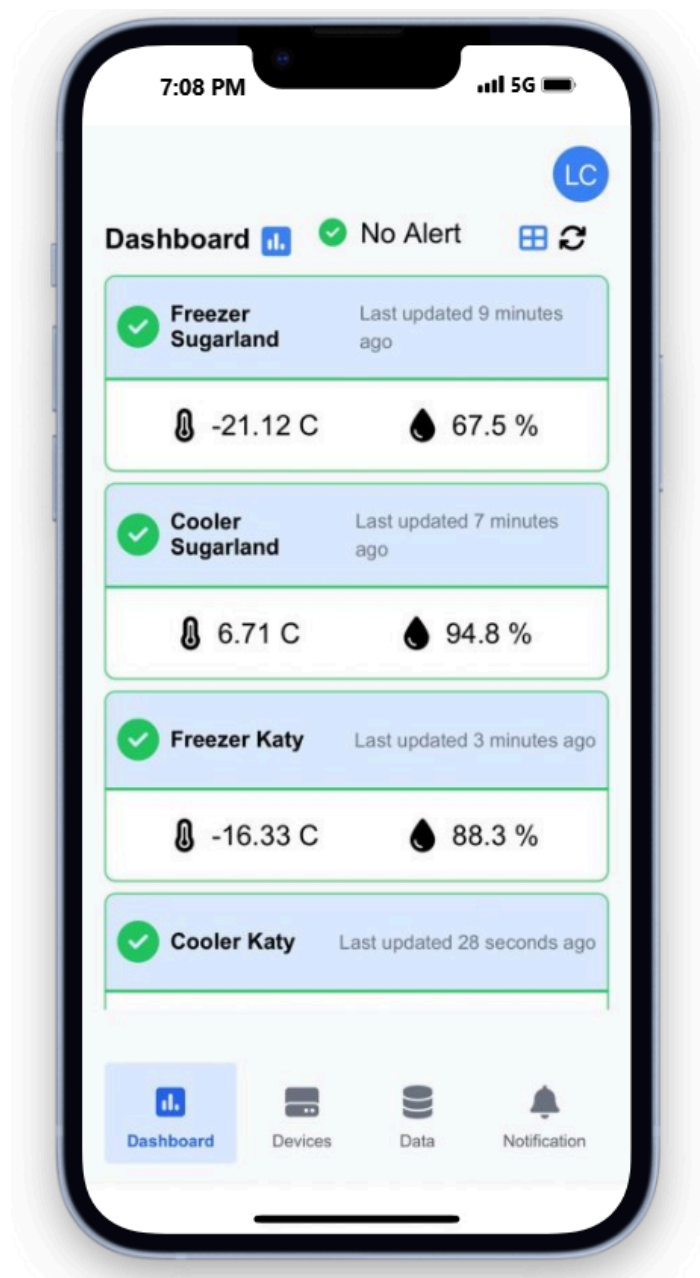 7:08 PM 5G
LC
Dashboard No Alert
Freezer
Sugarland
Last updated 9 minutes
ago
-21.12 C 67.5 %
Cooler
Sugarland
Last updated 7 minutes
ago
6.71 C 94.8 %
Freezer Katy Last updated 3 minutes ago
-16.33 C 88.3 %
Cooler Katy Last updated 28 seconds ago
Dashboard Devices Data Notification